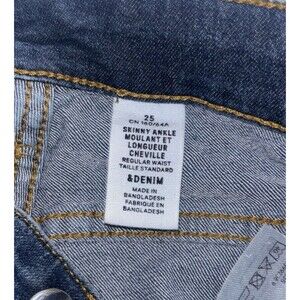 25
CN 160/64A
SKINNY ANKLE
MOULANT ET
LONGUEUR
CHEVILLE
REGULAR WAIST
TAILLE STANDARD
&DENIM
MADE IN
BANGLADESH
FABRIQUÉ EN
BANGLADESH